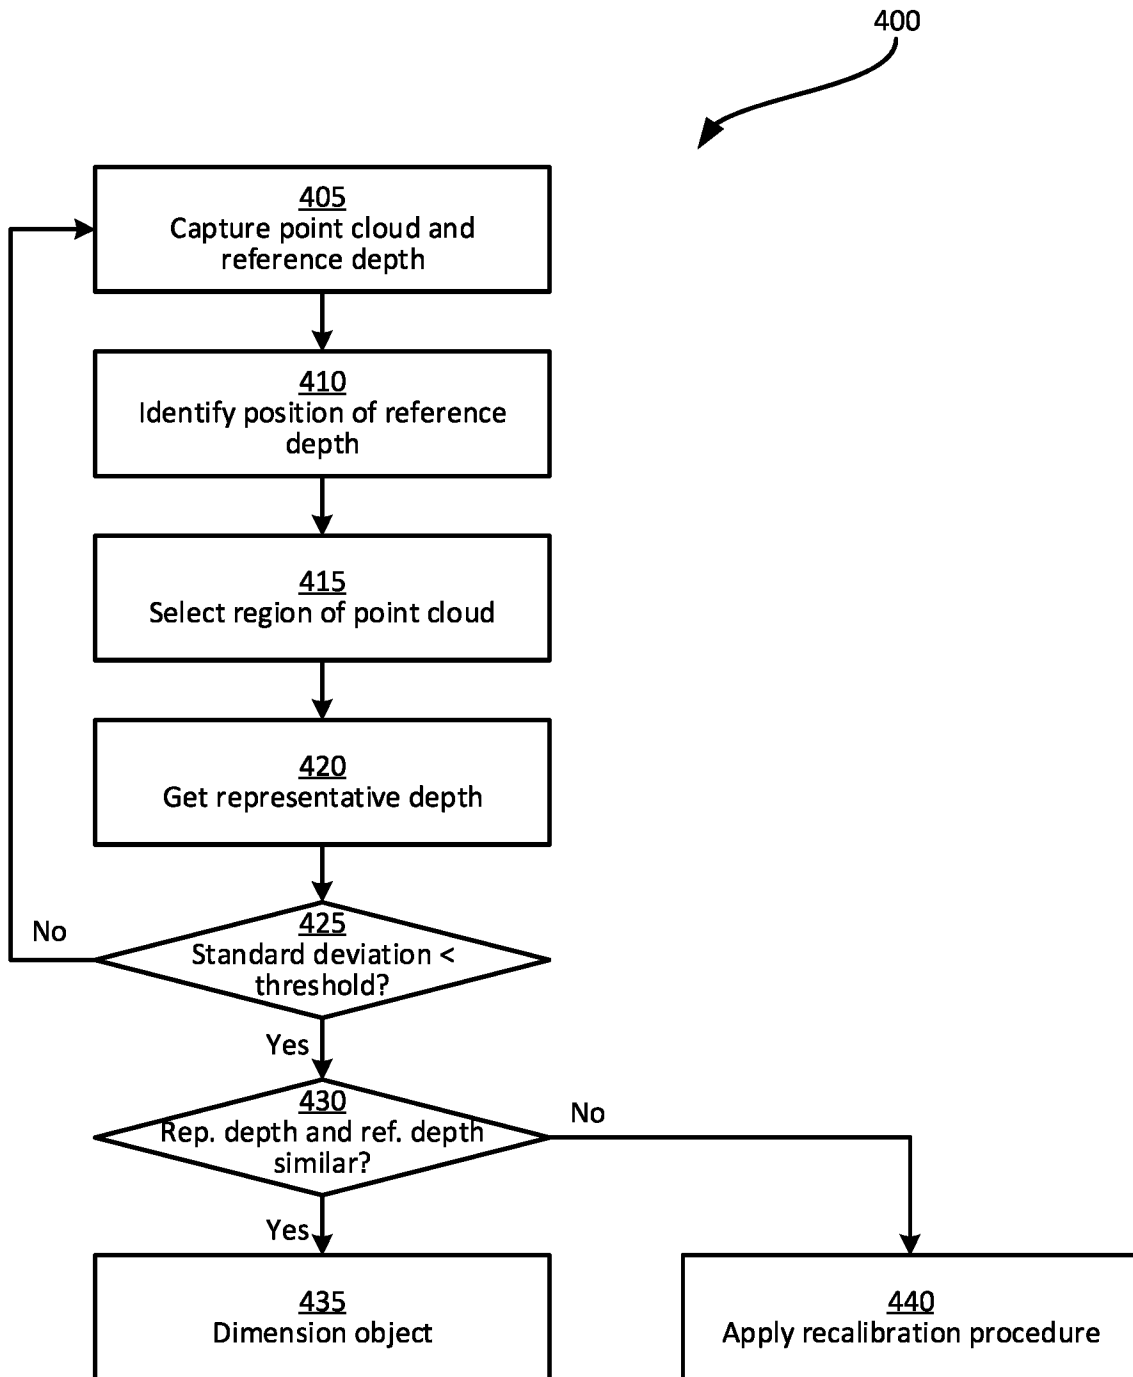 400
405
Capture point cloud and
reference depth
410
Identify position of reference
depth
415
Select region of point cloud
420
Get representative depth
425
Standard deviation <
threshold?
No
Yes
430
Rep. depth and ref. depth
similar?
No
Yes
435
Dimension object
440
Apply recalibration procedure